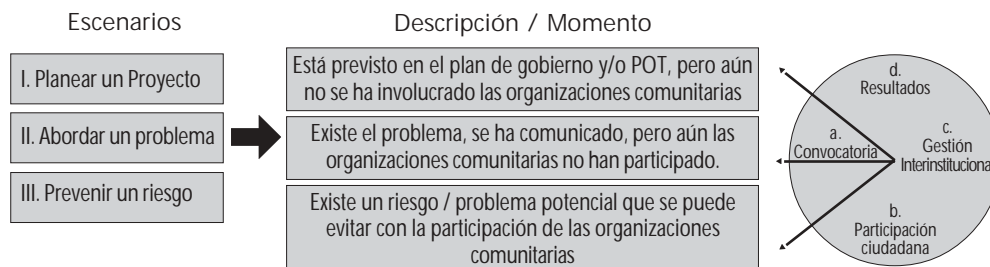 Escenarios
Descripción / Momento
I. Planear un Proyecto
II. Abordar un problema
III. Prevenir un riesgo
Está previsto en el plan de gobierno y/o POT, pero aún
no se ha involucrado las organizaciones comunitarias
Existe el problema, se ha comunicado, pero aún las
organizaciones comunitarias no han participado.
Existe un riesgo / problema potencial que se puede
evitar con la participación de las organizaciones
comunitarias
d.
Resultados
a.
Convocatoria
c.
Gestión
Interinstituciona
b.
Participación
ciudadana